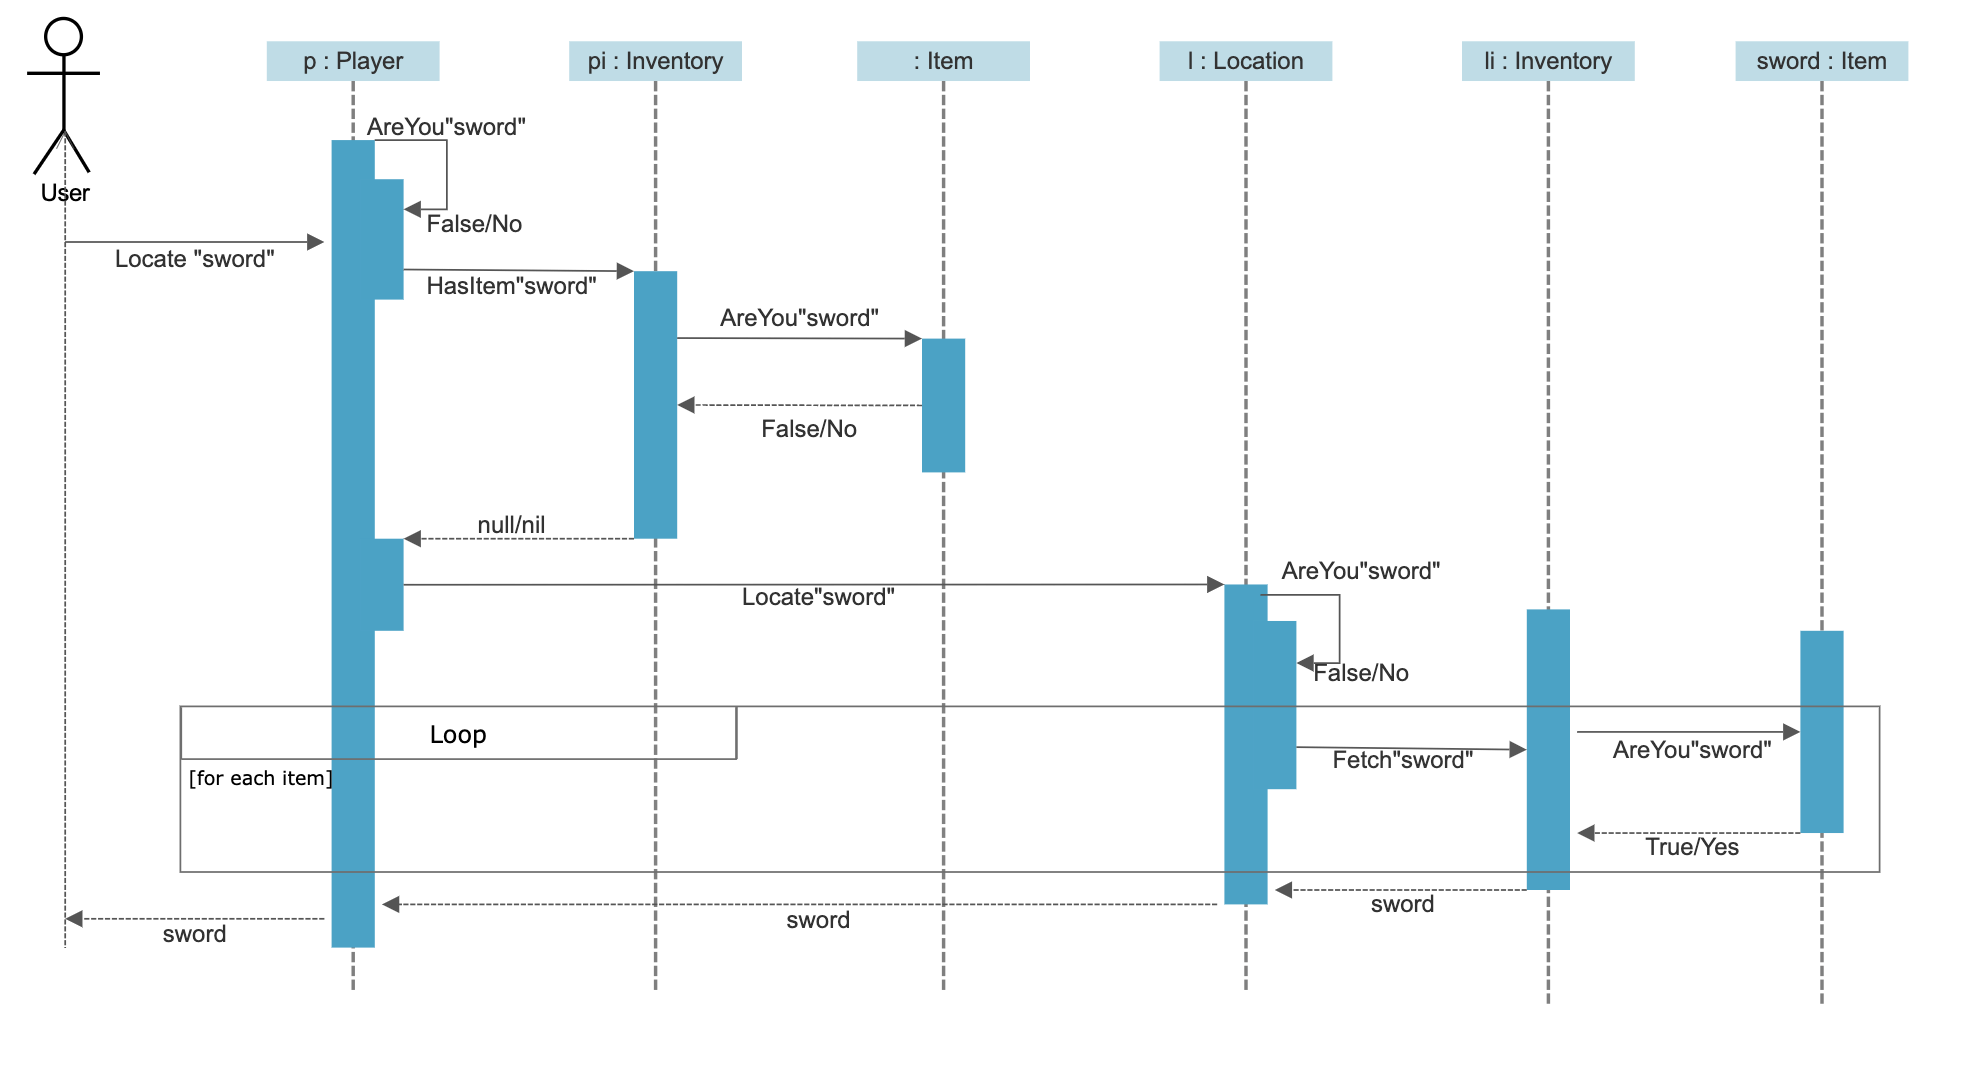 p : Player
pi : Inventory
: Item
l : Location
li : Inventory
sword : Item
AreYou"sword"
User
False/No
Locate "sword"
HasItem"sword"
AreYou"sword"
False/No
null/nil
AreYou"sword"
Locate"sword"
False/No
Loop
AreYou"sword"
Fetch"sword"
[for each item]
True/Yes
sword
sword
sword